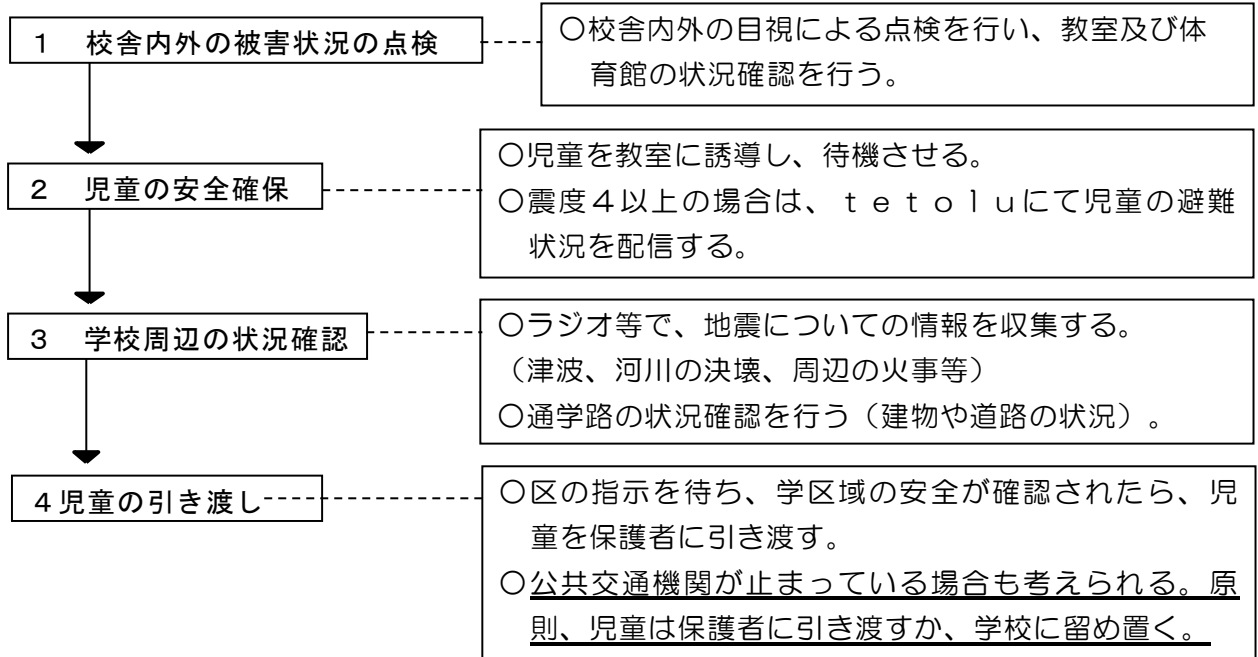 １　校舎内外の被害状況の点検
〇校舎内外の目視による点検を行い、教室及び体
育館の状況確認を行う。
２　児童の安全確保
〇児童を教室に誘導し、待機させる。
〇震度４以上の場合は、ｔｅｔｏｌｕにて児童の避難
状況を配信する。
３　学校周辺の状況確認
〇ラジオ等で、地震についての情報を収集する。
（津波、河川の決壊、周辺の火事等）
〇通学路の状況確認を行う（建物や道路の状況）。
４児童の引き渡し
〇区の指示を待ち、学区域の安全が確認されたら、児
童を保護者に引き渡す。
〇公共交通機関が止まっている場合も考えられる。原
則、児童は保護者に引き渡すか、学校に留め置く。